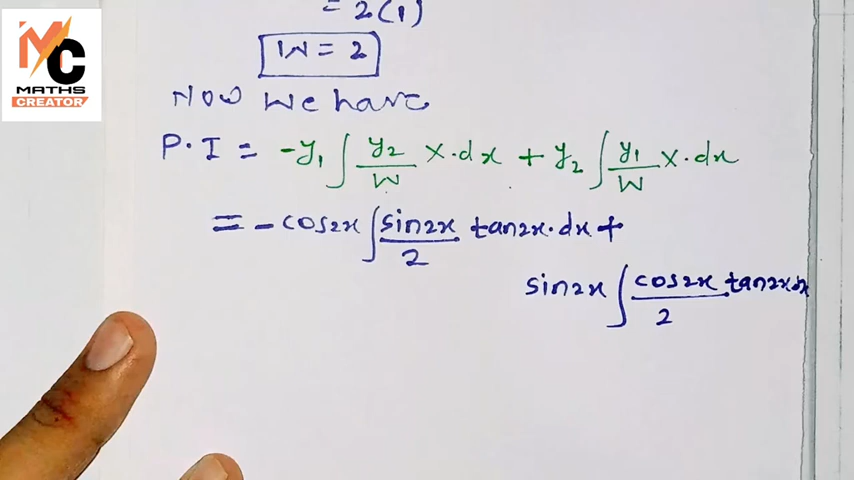 = 2(1)
W = 2
MC
MATHS
CREATOR
Now We have
P.I = -y₁ ∫ y₂/W X.dx + y₂ ∫ y₁/W X.dx
= -cos2x ∫ sin2x/2 tan2x.dx +
sin2x ∫ cos2x/2 tan2x.dx